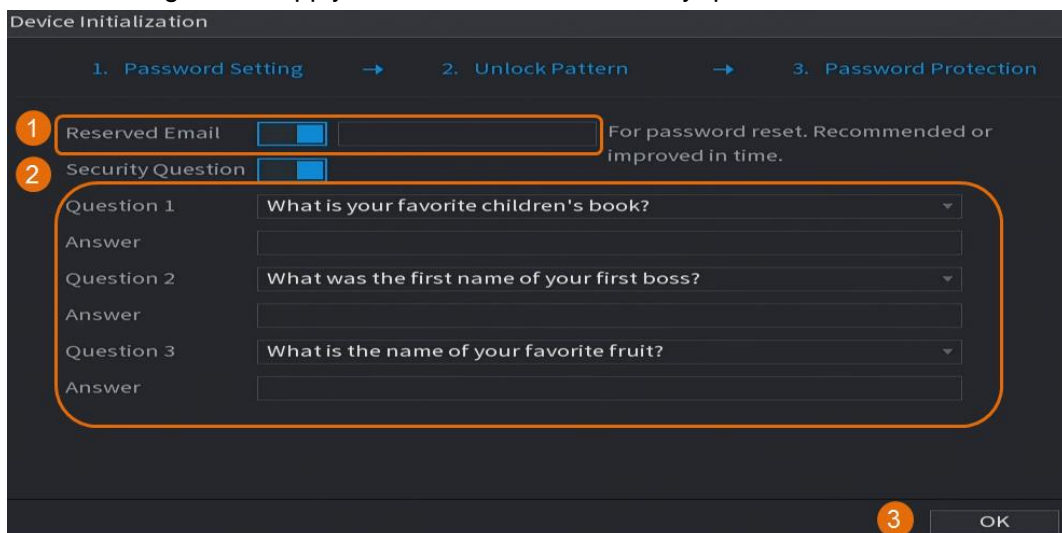 Device Initialization
1. Password Setting → 2. Unlock Pattern → 3. Password Protection
1 Reserved Email For password reset. Recommended or
improved in time.
2 Security Question
Question 1 What is your favorite children's book?
Answer
Question 2 What was the first name of your first boss?
Answer
Question 3 What is the name of your favorite fruit?
Answer
3 OK